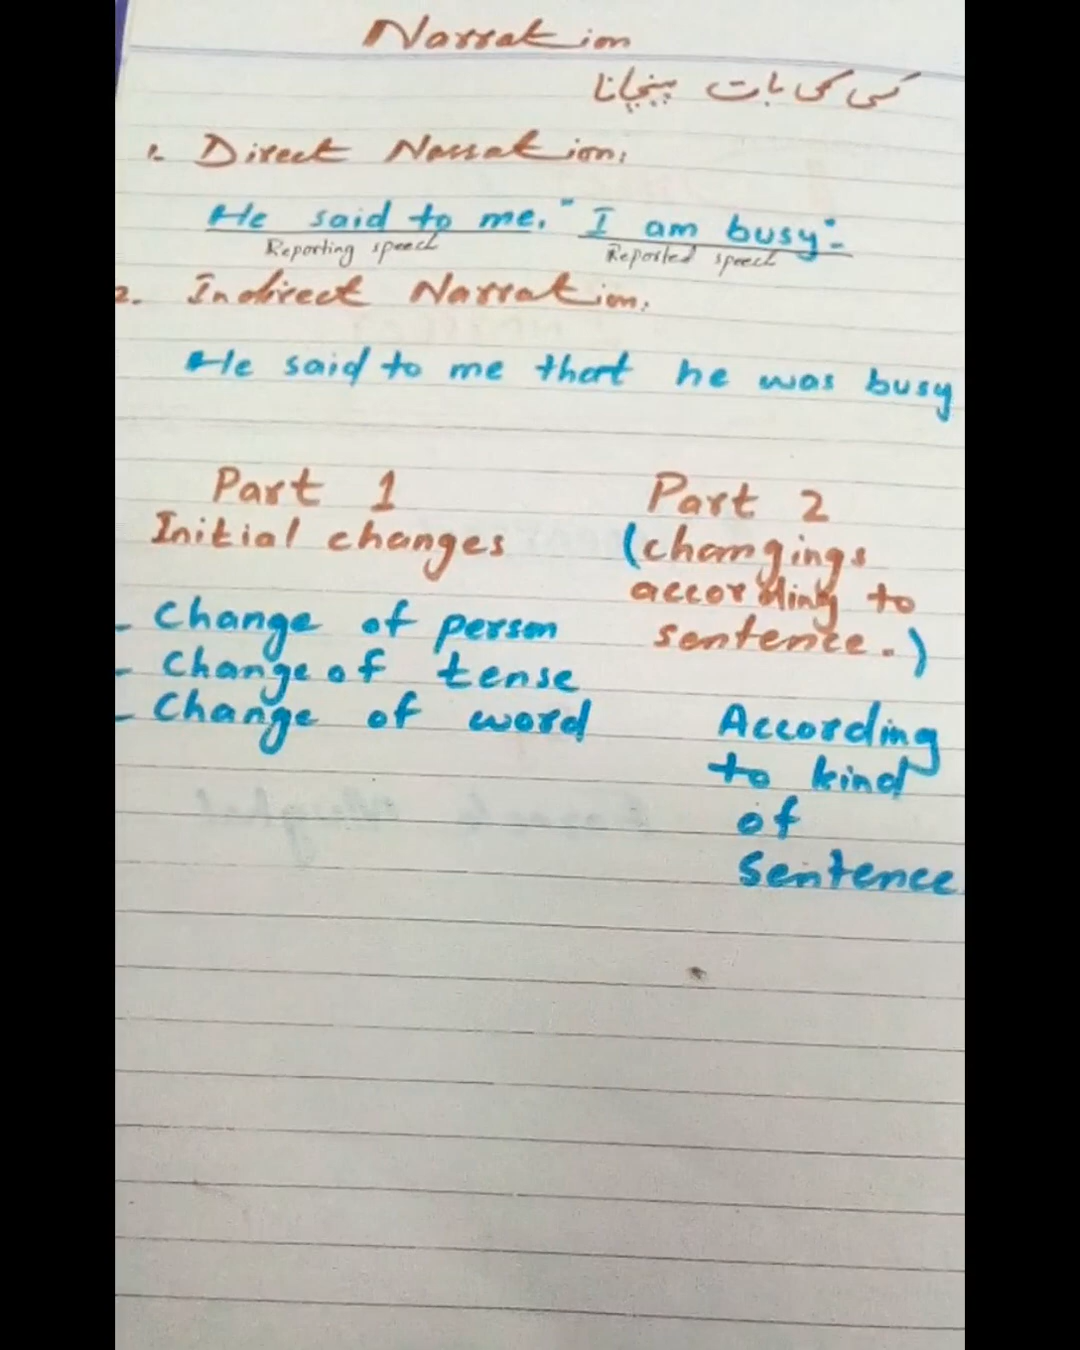 Narration
کسی کی بات پہنچانا
1. Direct Narration:
He said to me. "I am busy".
Reporting speech Reported speech
2. Indirect Narration:
He said to me that he was busy
Part 1
Initial changes
- Change of person
- Change of tense
- Change of word
Part 2
(changings
according to
sentence.)
According
to kind
of
Sentence